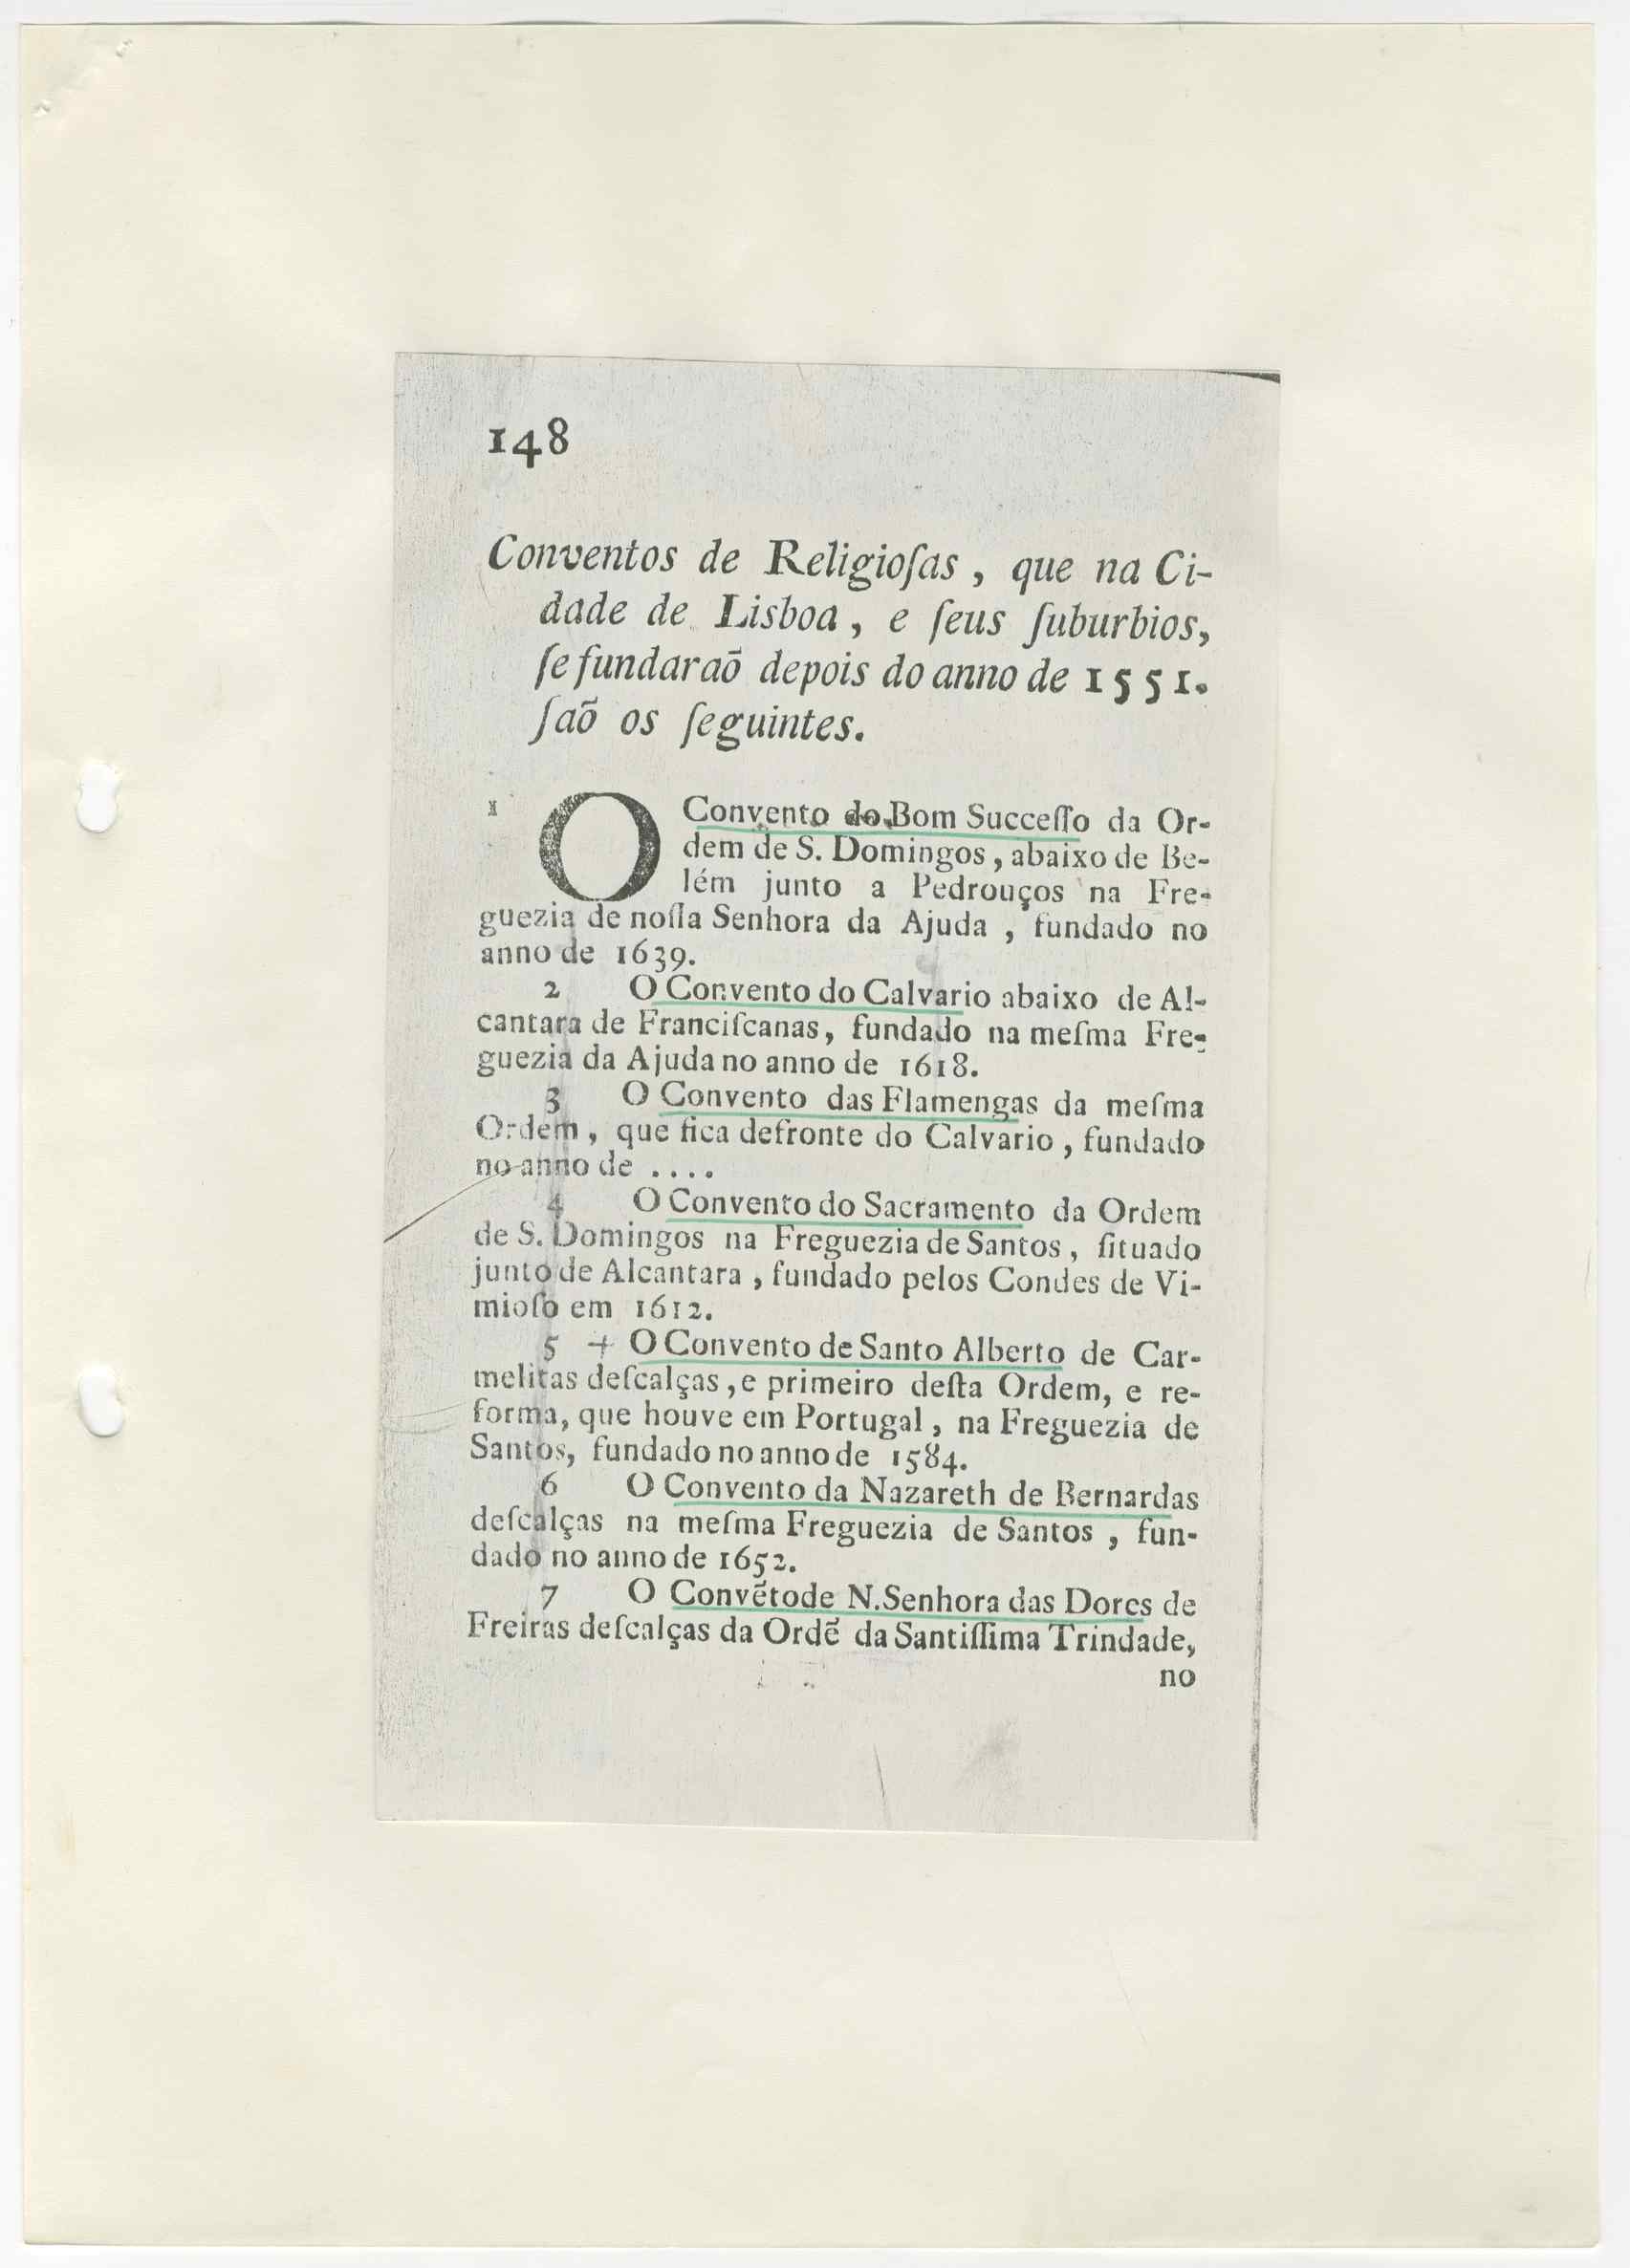 148
Conventos de Religioſas, que na Ci-
dade de Lisboa, e ſeus ſuburbios,
ſe fundaraõ depois do anno de 1551.
ſaõ os ſeguintes.
1 O Convento do Bom Succeſſo da Or-
dem de S. Domingos, abaixo de Be-
lém junto a Pedrouços na Fre-
guezia de noſſa Senhora da Ajuda, fundado no
anno de 1639.
2 O Convento do Calvario abaixo de Al-
cantara de Franciſcanas, fundado na meſma Fre-
guezia da Ajuda no anno de 1618.
3 O Convento das Flamengas da meſma
Ordem, que fica defronte do Calvario, fundado
no anno de ....
4 O Convento do Sacramento da Ordem
de S. Domingos na Freguezia de Santos, ſituado
junto de Alcantara, fundado pelos Condes de Vi-
mioſo em 1612.
5 + O Convento de Santo Alberto de Car-
melitas deſcalças, e primeiro deſta Ordem, e re-
forma, que houve em Portugal, na Freguezia de
Santos, fundado no anno de 1584.
6 O Convento da Nazareth de Bernardas
deſcalças na meſma Freguezia de Santos, fun-
dado no anno de 1652.
7 O Convẽto de N. Senhora das Dores de
Freiras deſcalças da Ordẽ da Santiſſima Trindade,
no